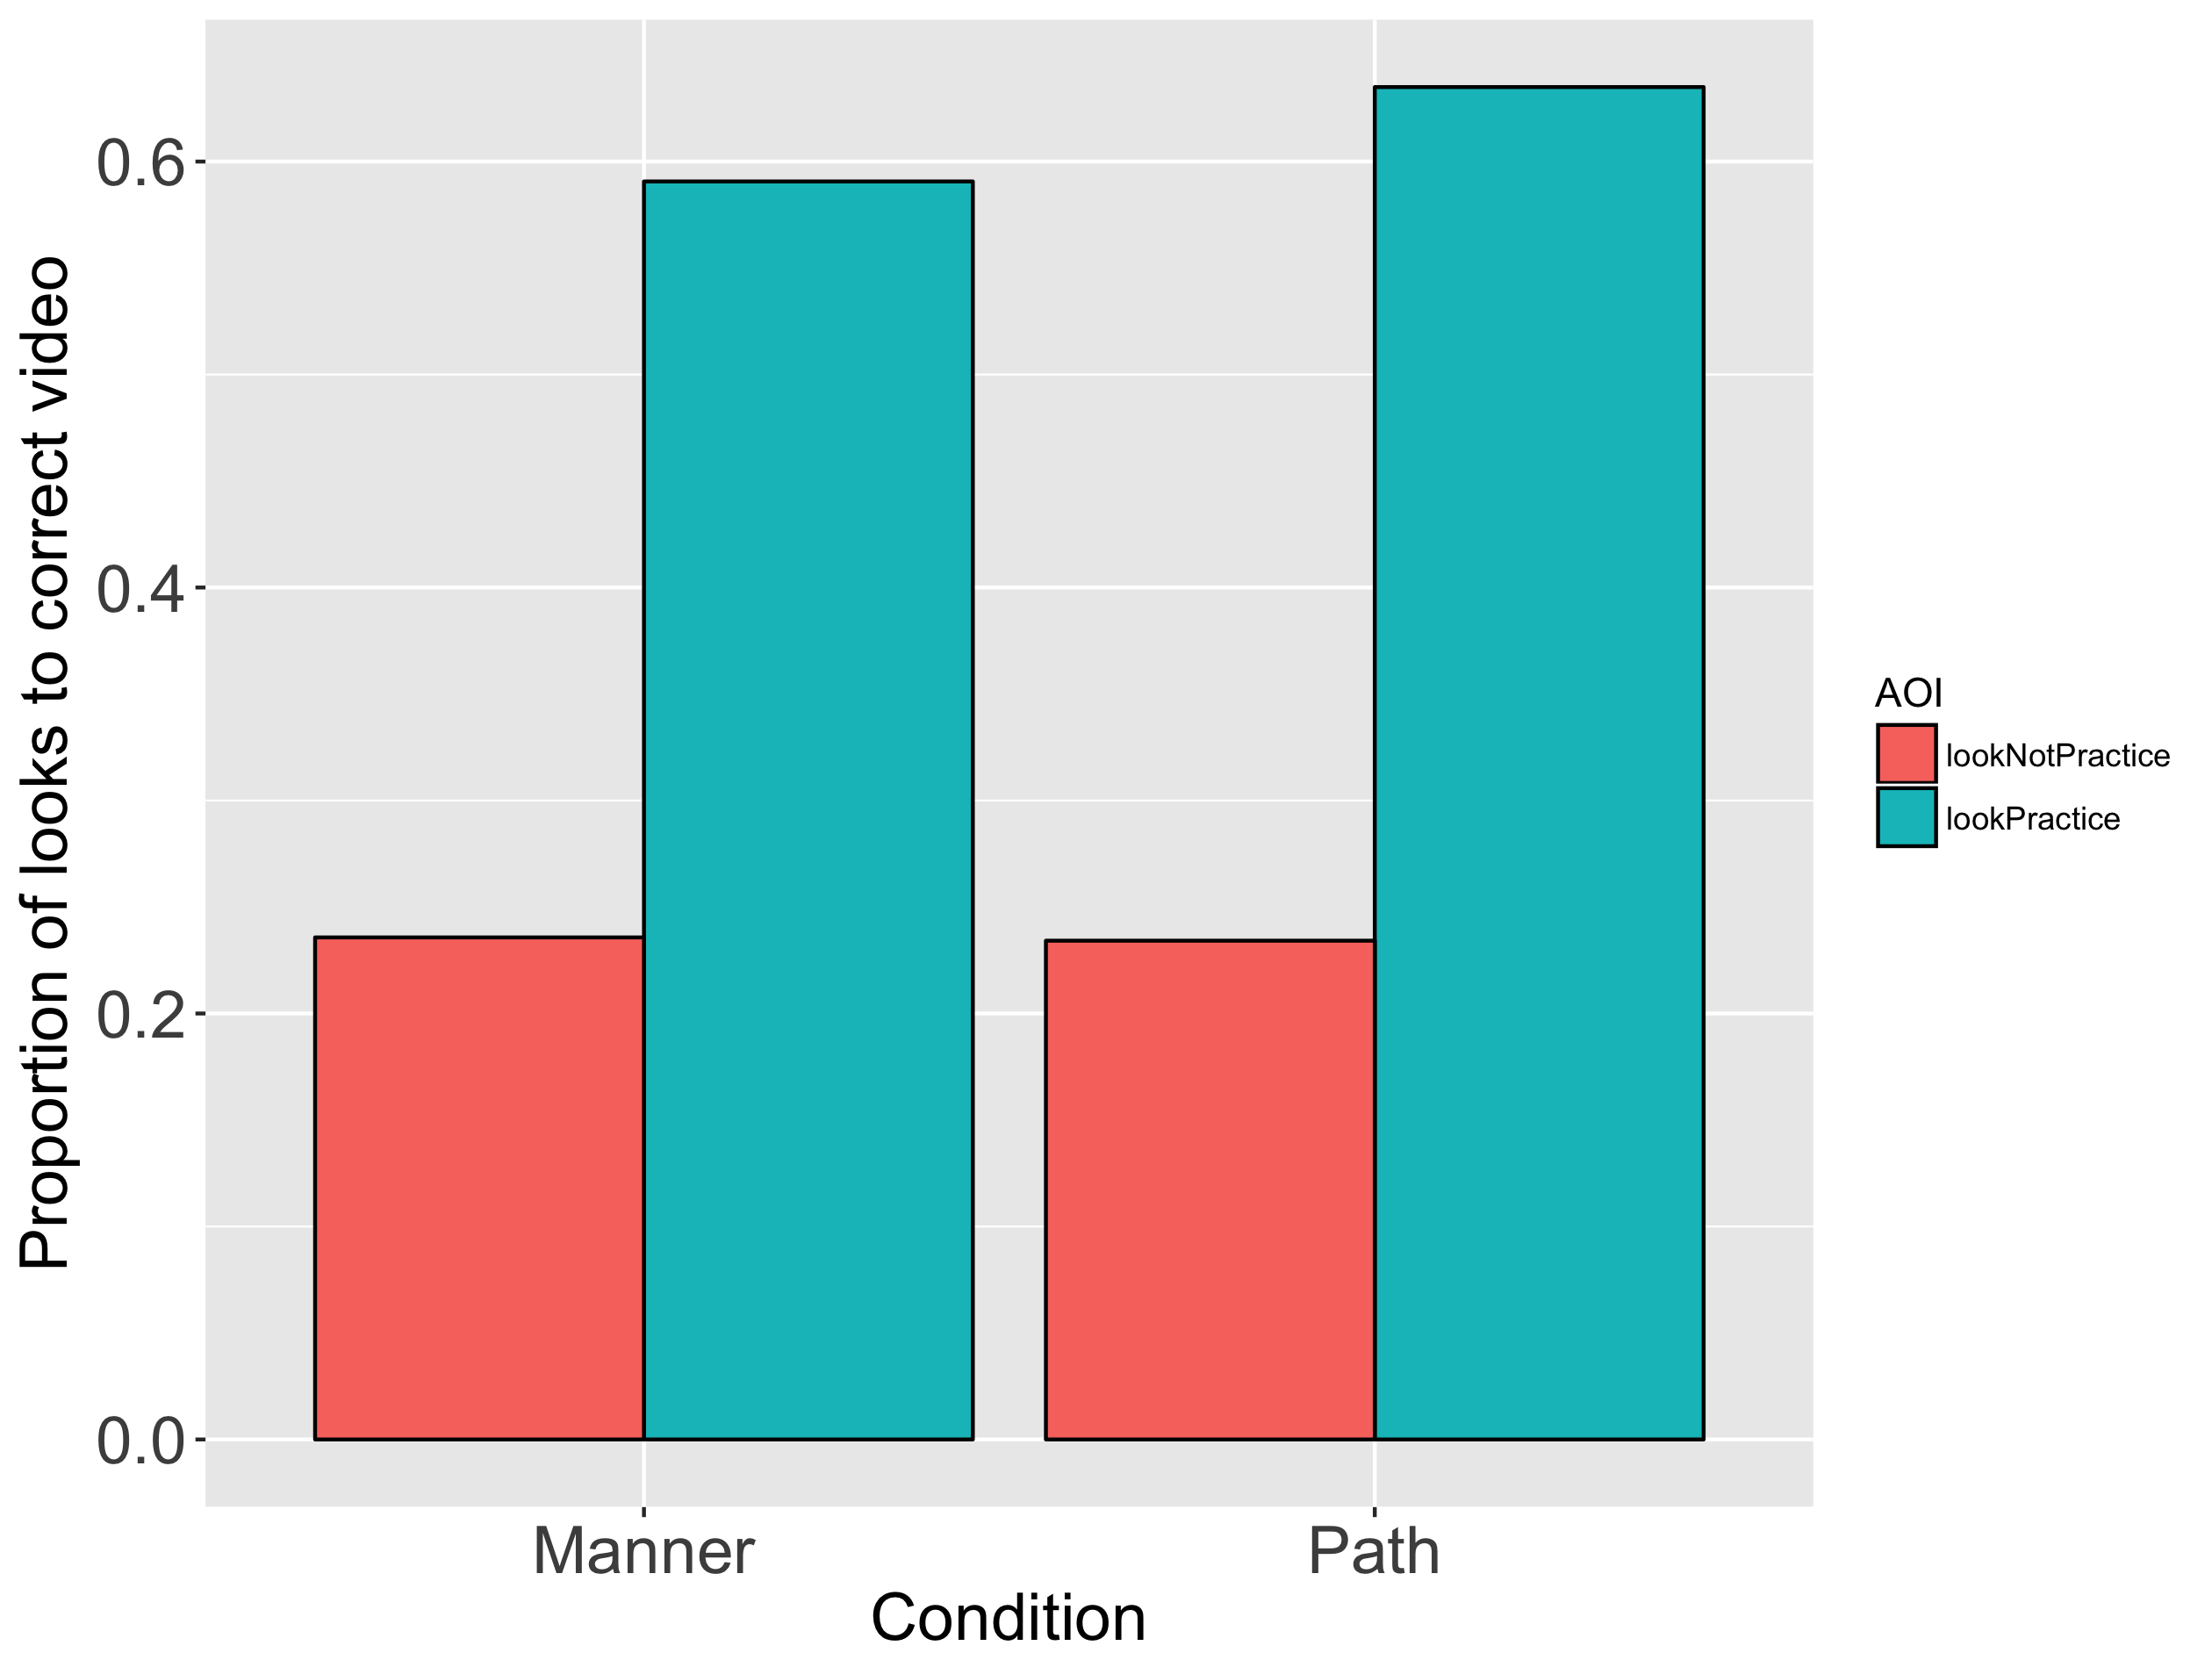 Proportion of looks to correct video
0.6
0.4
0.2
0.0
Manner
Path
Condition
AOI
lookNotPractice
lookPractice